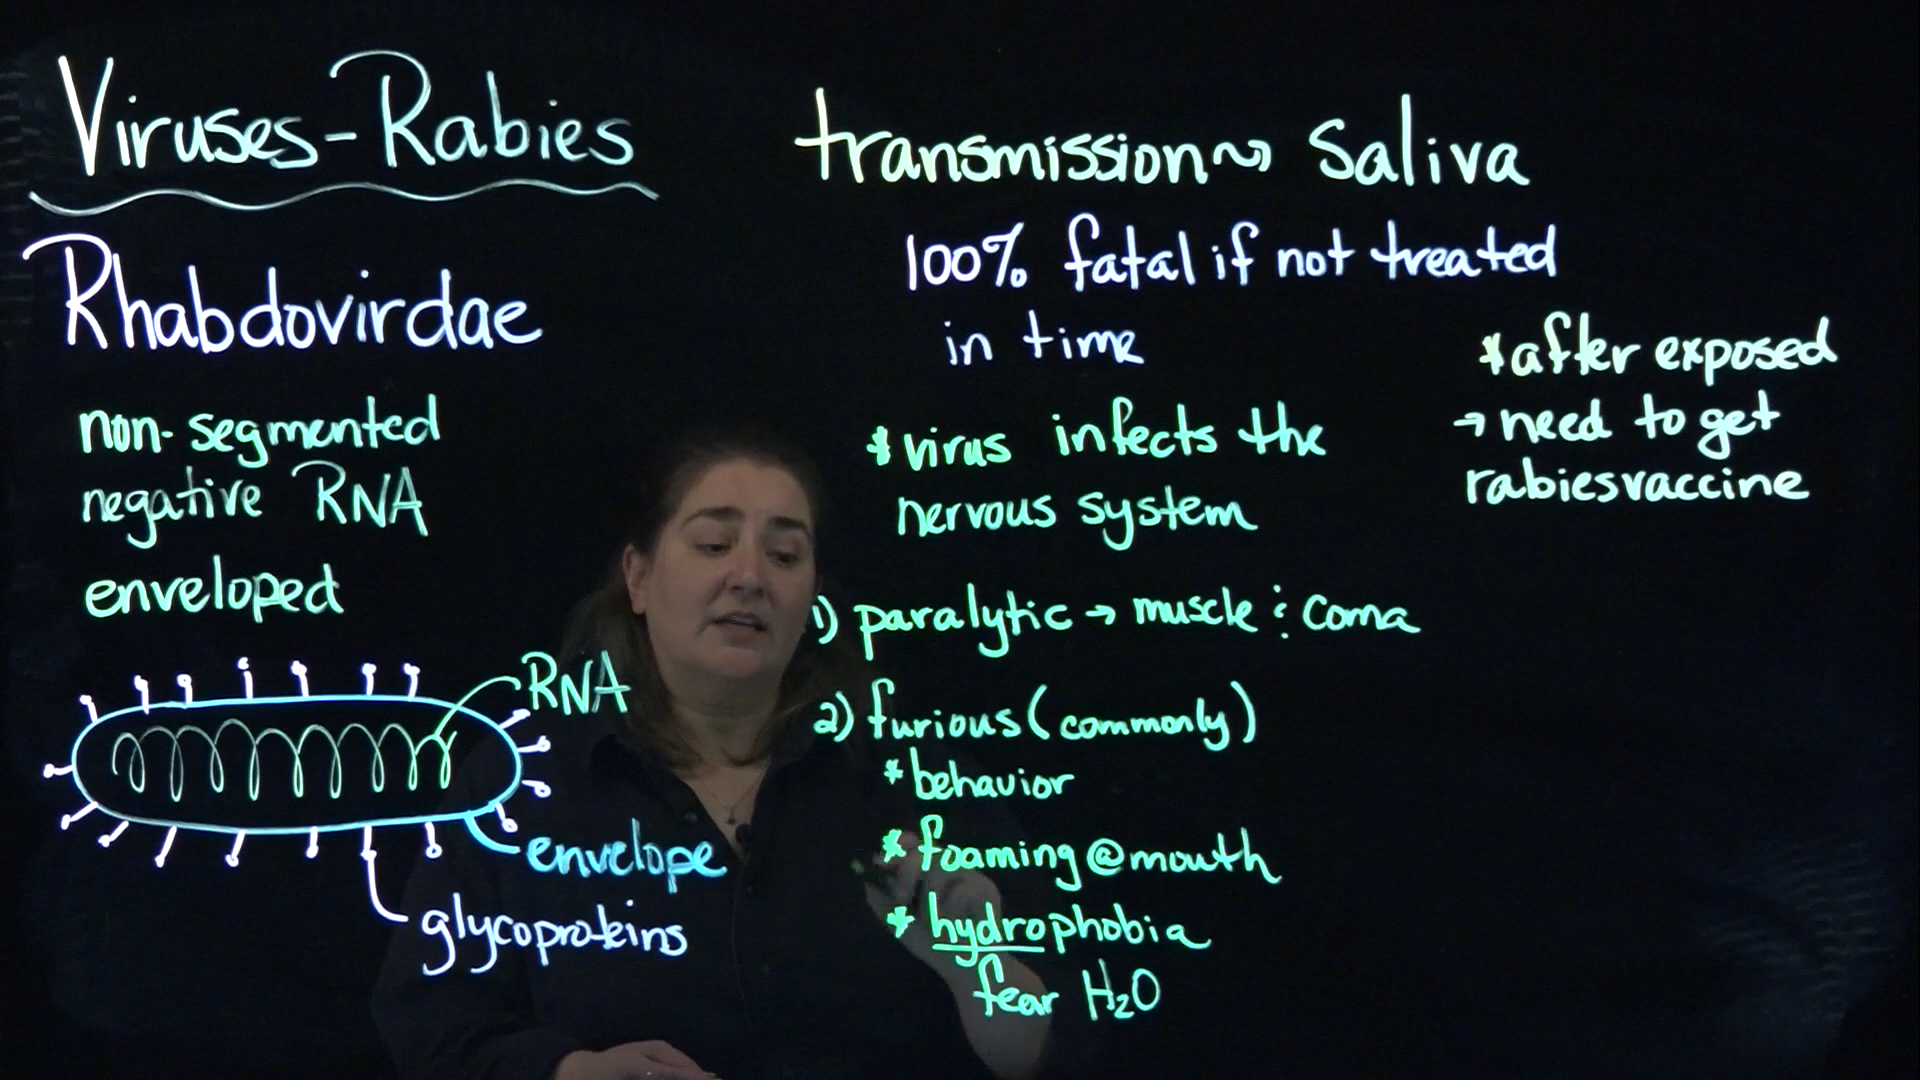 Viruses-Rabies
Rhabdovirdae
non-segmented
negative RNA
enveloped
RNA
envelope
glycoproteins
transmission ⤳ Saliva
100% fatal if not treated
in time
*virus infects the
nervous system
1) paralytic → muscle & coma
2) furious (commonly)
*behavior
*foaming @ mouth
*hydrophobia
fear H₂O
*after exposed
→ need to get
rabies vaccine